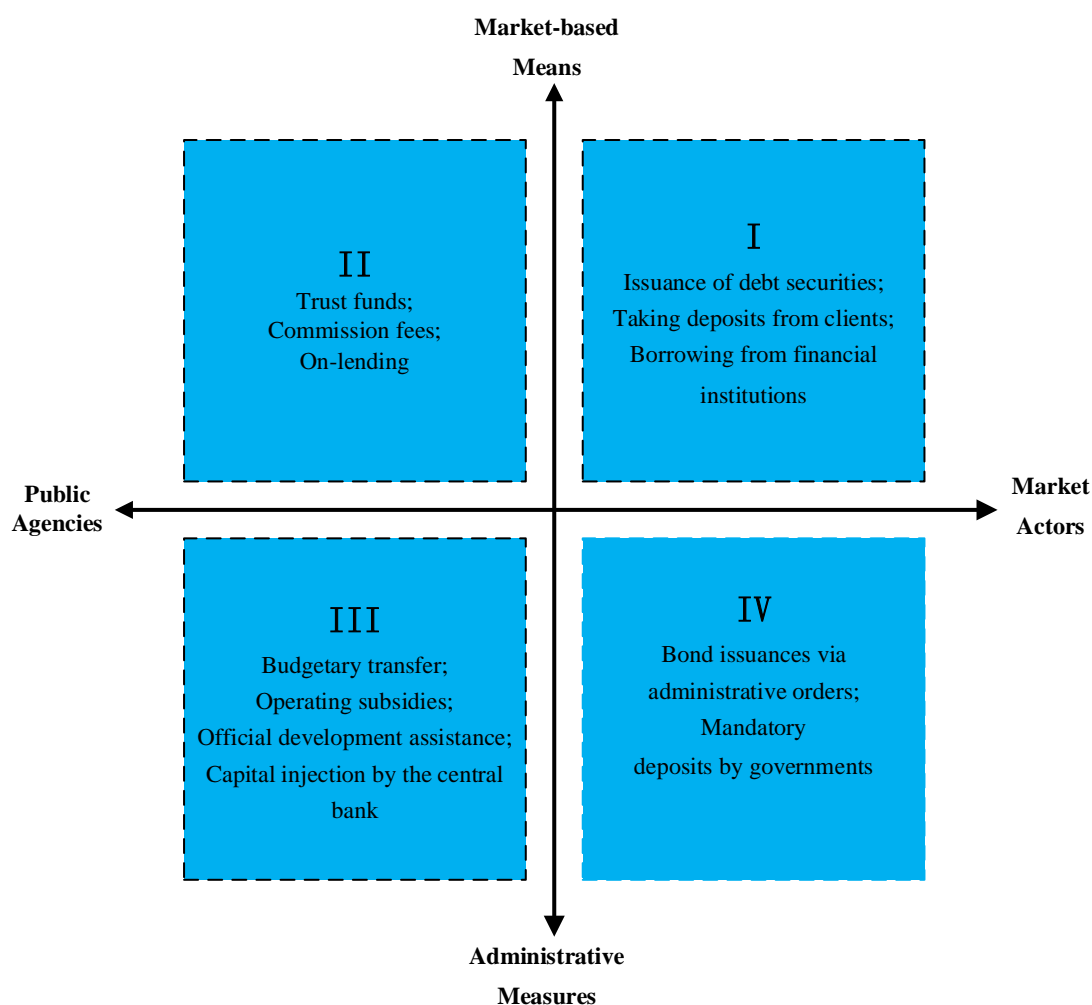 Market-based
Means
II
Trust funds;
Commission fees;
On-lending
I
Issuance of debt securities;
Taking deposits from clients;
Borrowing from financial
institutions
Public
Agencies
Market
Actors
III
Budgetary transfer;
Operating subsidies;
Official development assistance;
Capital injection by the central
bank
IV
Bond issuances via
administrative orders;
Mandatory
deposits by governments
Administrative
Measures